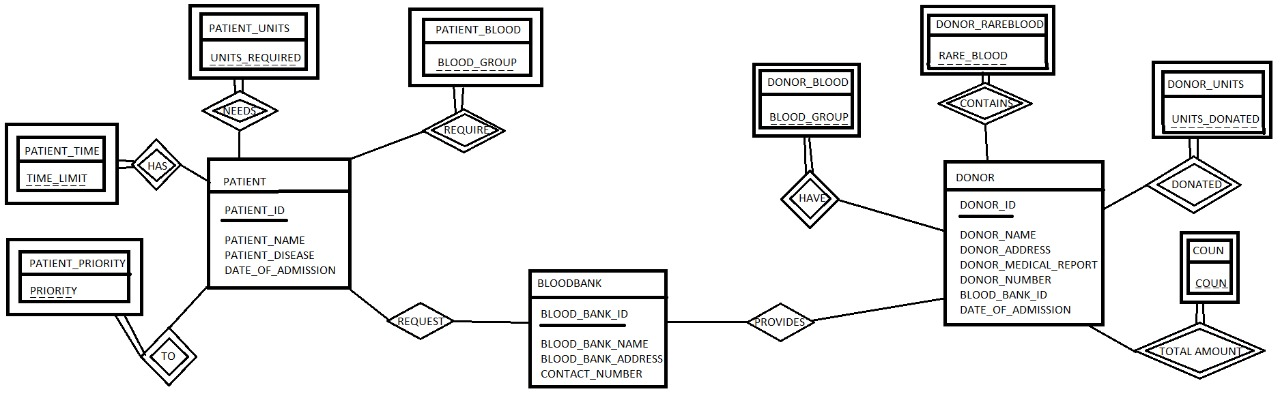 PATIENT_UNITS
UNITS_REQUIRED
NEEDS
PATIENT_BLOOD
BLOOD_GROUP
REQUIRE
PATIENT_TIME
TIME_LIMIT
HAS
PATIENT_PRIORITY
PRIORITY
TO
PATIENT
PATIENT_ID
PATIENT_NAME
PATIENT_DISEASE
DATE_OF_ADMISSION
REQUEST
BLOODBANK
BLOOD_BANK_ID
BLOOD_BANK_NAME
BLOOD_BANK_ADDRESS
CONTACT_NUMBER
PROVIDES
DONOR_BLOOD
BLOOD_GROUP
HAVE
DONOR_RAREBLOOD
RARE_BLOOD
CONTAINS
DONOR_UNITS
UNITS_DONATED
DONATED
DONOR
DONOR_ID
DONOR_NAME
DONOR_ADDRESS
DONOR_MEDICAL_REPORT
DONOR_NUMBER
BLOOD_BANK_ID
DATE_OF_ADMISSION
COUN
COUN
TOTAL AMOUNT